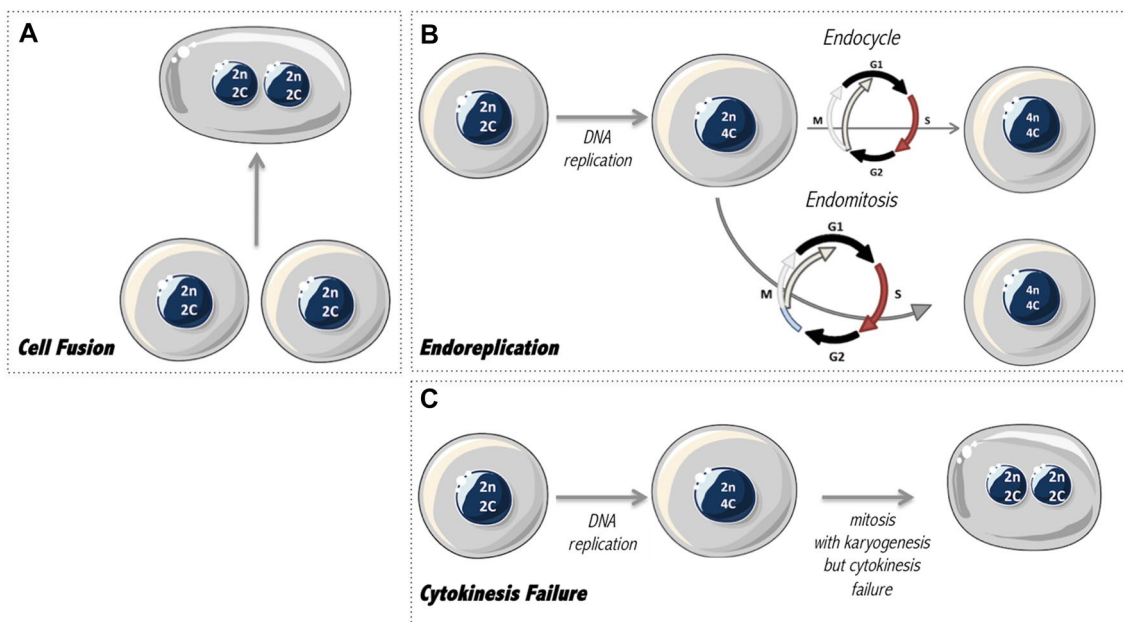 A
2n
2C
2n
2C
2n
2C
2n
2C
Cell Fusion
B
2n
2C
DNA
replication
2n
4C
Endocycle
G1
M
S
G2
4n
4C
Endomitosis
G1
M
S
G2
4n
4C
Endoreplication
C
2n
2C
DNA
replication
2n
4C
mitosis
with karyogenesis
but cytokinesis
failure
2n
2C
2n
2C
Cytokinesis Failure